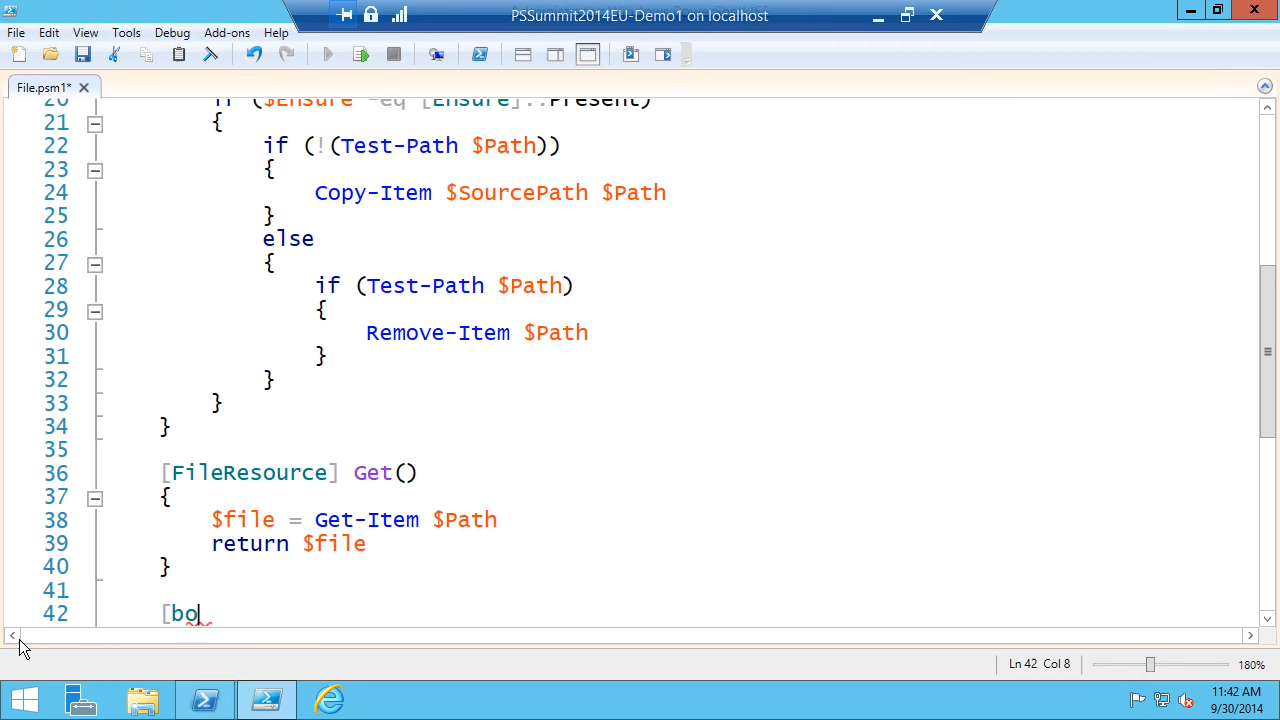 PSSummit2014EU-Demo1 on localhost
File Edit View Tools Debug Add-ons Help
File.psm1*
20 if ($Ensure -eq [Ensure]::Present)
21 {
22 if (!(Test-Path $Path))
23 {
24 Copy-Item $SourcePath $Path
25 }
26 else
27 {
28 if (Test-Path $Path)
29 {
30 Remove-Item $Path
31 }
32 }
33 }
34 }
35
36 [FileResource] Get()
37 {
38 $file = Get-Item $Path
39 return $file
40 }
41
42 [bo
Ln 42 Col 8 180%
11:42 AM
9/30/2014